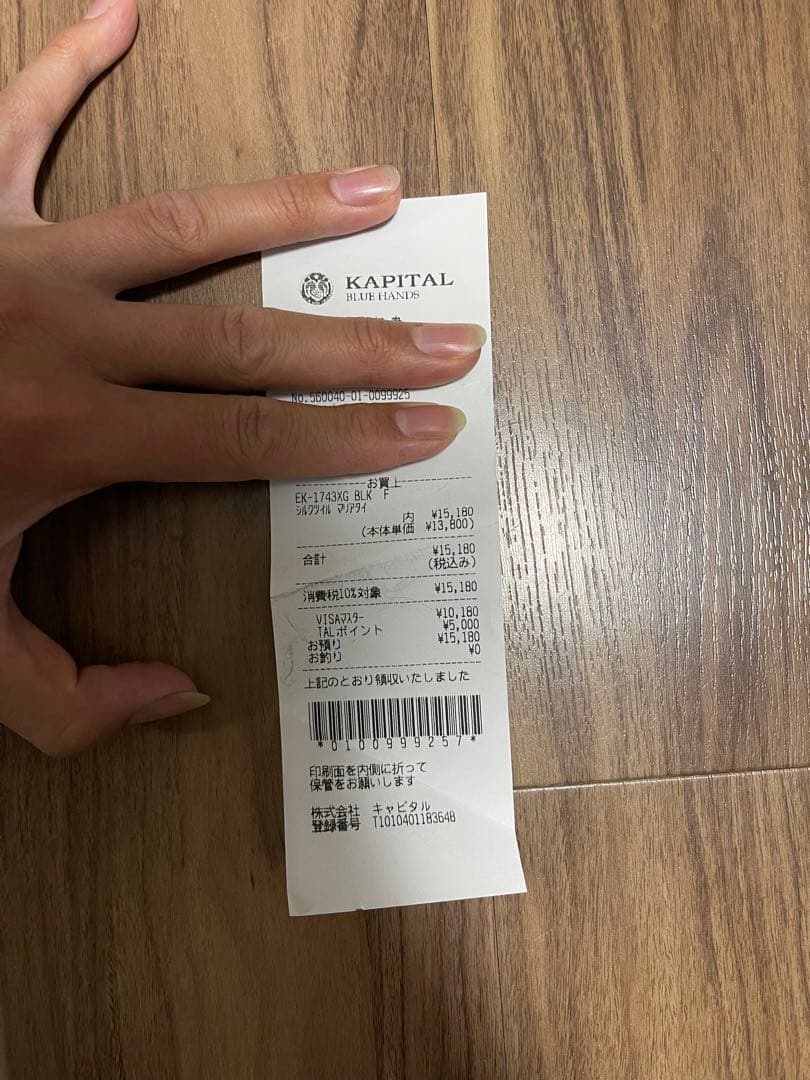 KAPITAL
BLUE HANDS
No.560040-01-0099925
お買上
EK-1743XG BLK F
シルクツイル マリアタイ
内 ¥15,180
(本体単価 ¥13,800)
合計 ¥15,180
(税込み)
消費税10%対象 ¥15,180
VISAマスター ¥10,180
TALポイント ¥5,000
お預り ¥15,180
お釣り ¥0
上記のとおり領収いたしました
*0100999257*
印刷面を内側に折って
保管をお願いします
株式会社 キャピタル
登録番号 T1010401183648